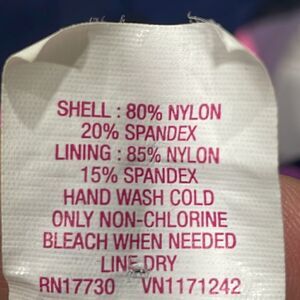 SHELL : 80% NYLON
20% SPANDEX
LINING : 85% NYLON
15% SPANDEX
HAND WASH COLD
ONLY NON-CHLORINE
BLEACH WHEN NEEDED
LINE DRY
RN17730 VN1171242